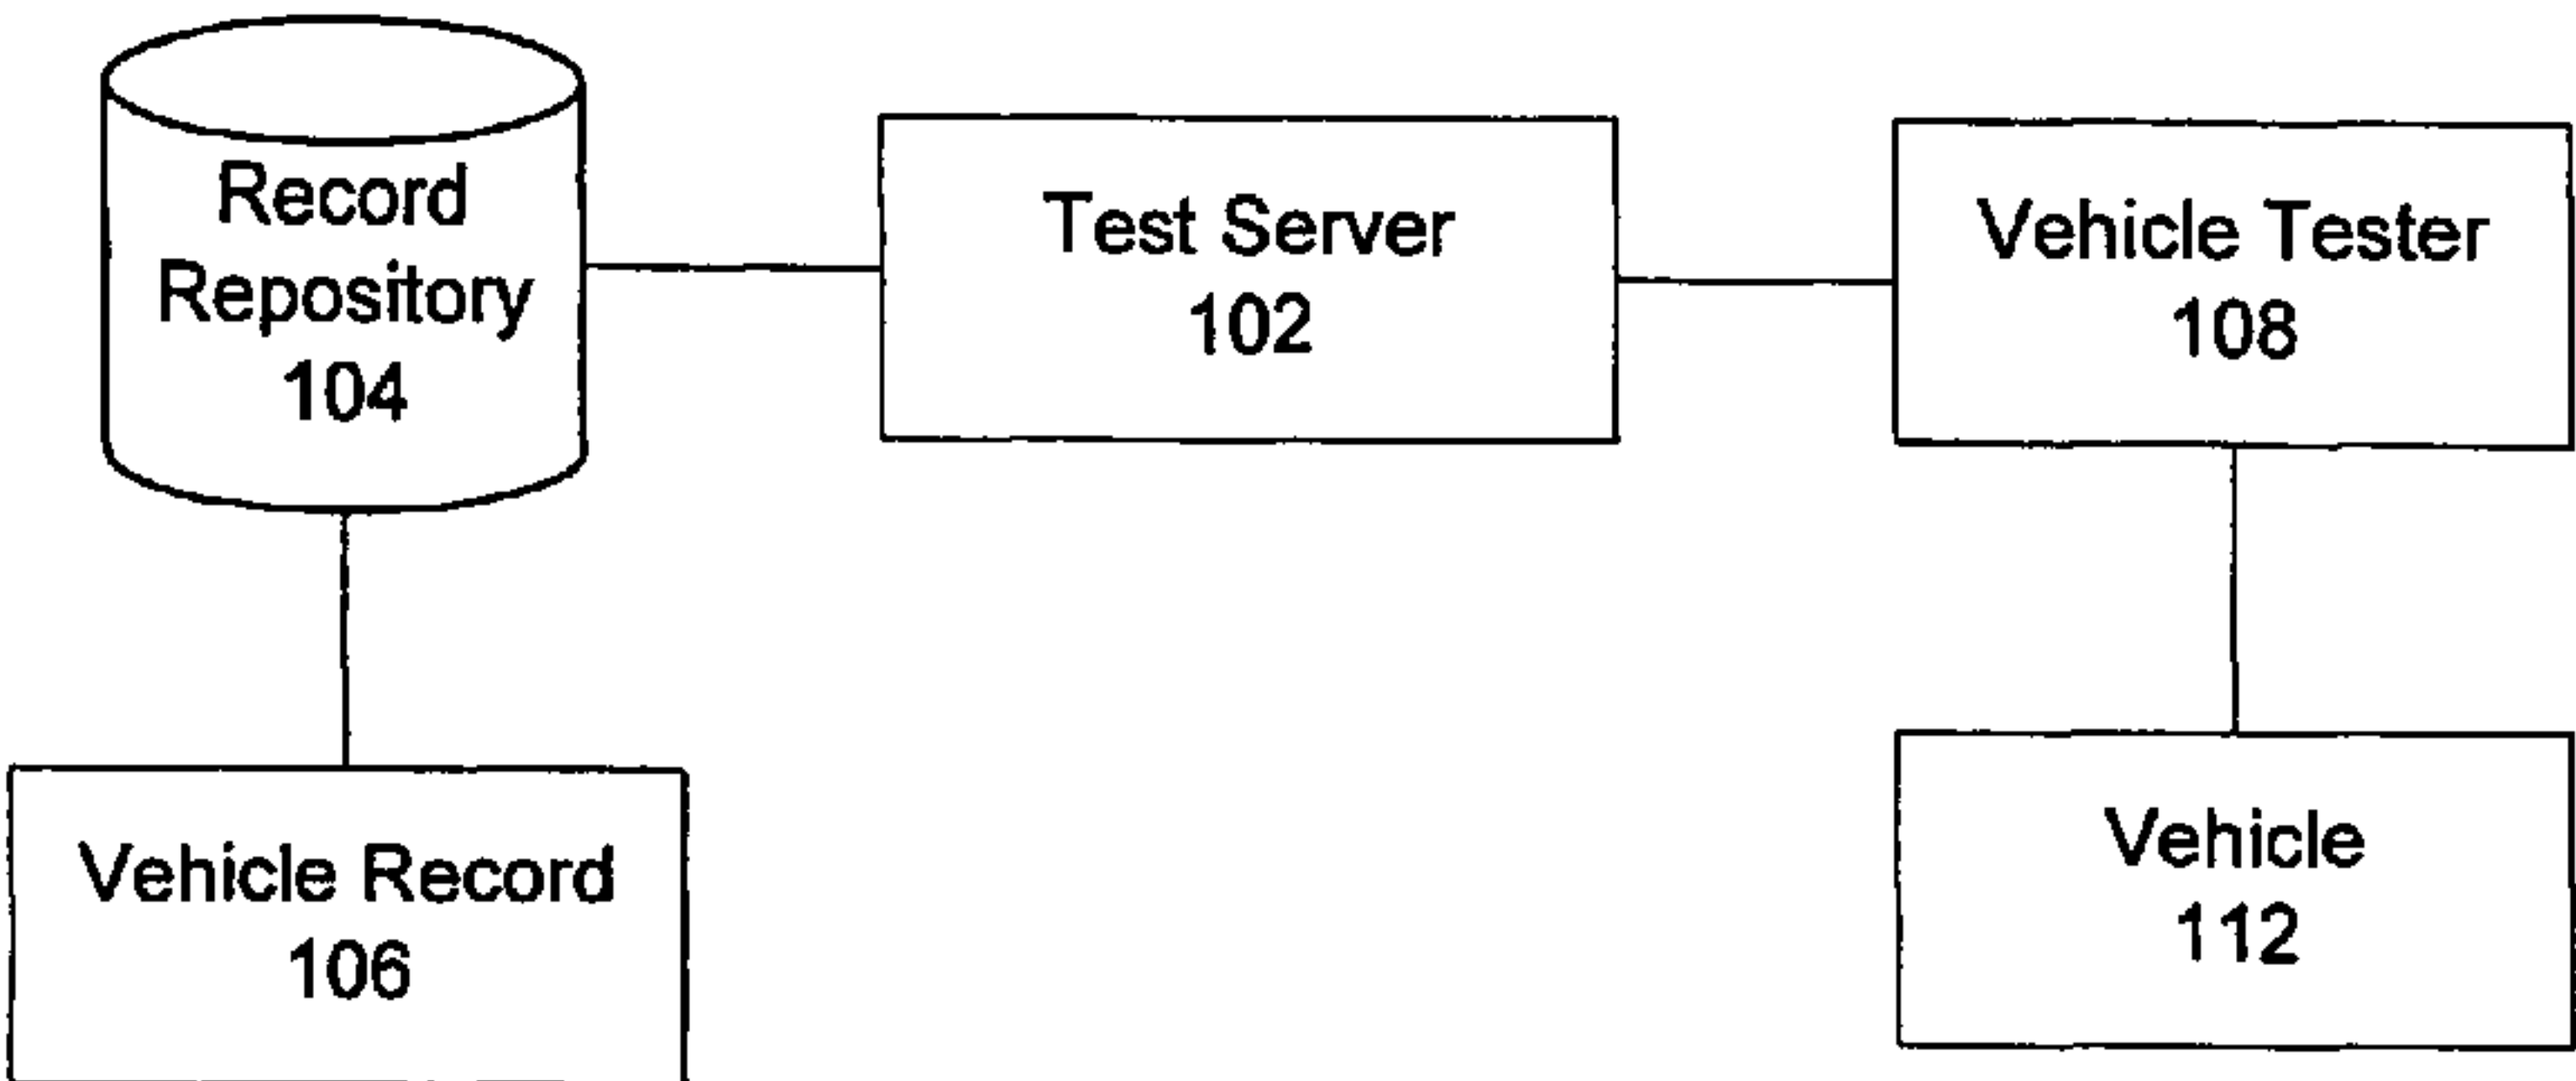 Record
Repository
104
Test Server
102
Vehicle Tester
108
Vehicle Record
106
Vehicle
112